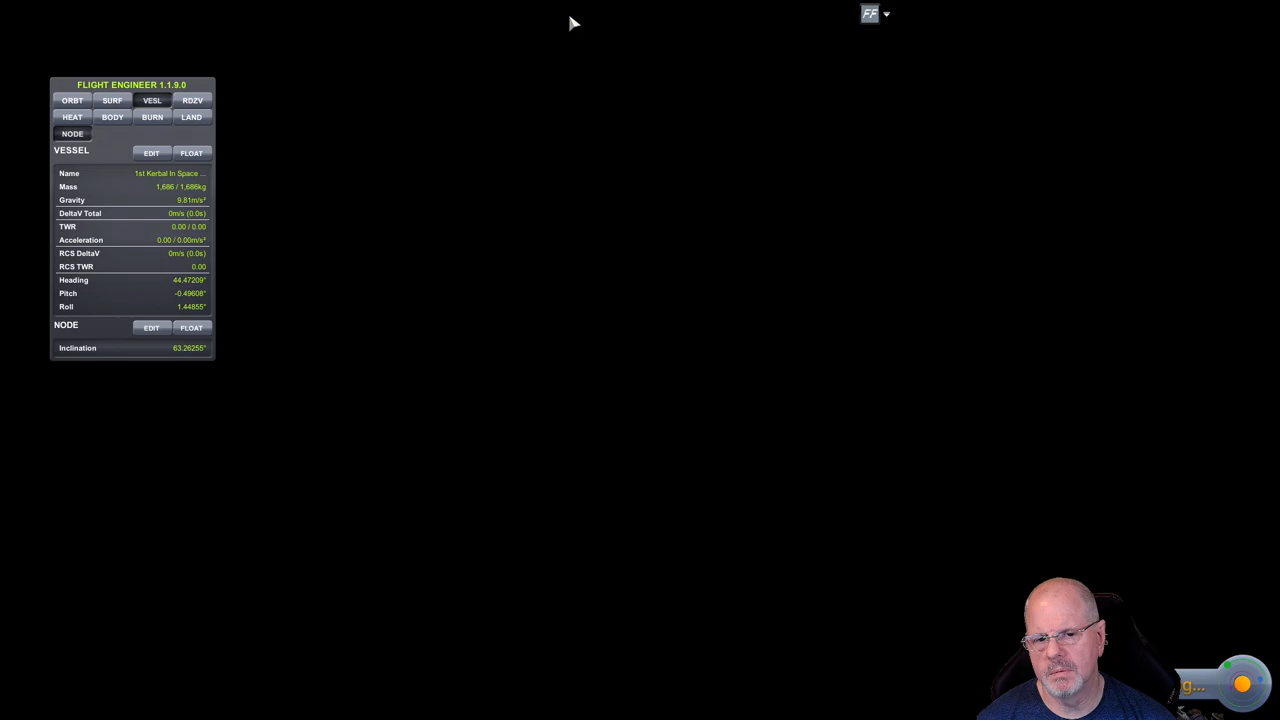 FF
FLIGHT ENGINEER 1.1.9.0
ORBT SURF VESL RDZV
HEAT BODY BURN LAND
NODE
VESSEL EDIT FLOAT
Name 1st Kerbal In Space ...
Mass 1,686 / 1,686kg
Gravity 9.81m/s²
DeltaV Total 0m/s (0.0s)
TWR 0.00 / 0.00
Acceleration 0.00 / 0.00m/s²
RCS DeltaV 0m/s (0.0s)
RCS TWR 0.00
Heading 44.47209°
Pitch -0.49608°
Roll 1.44855°
NODE EDIT FLOAT
Inclination 63.26255°
g...